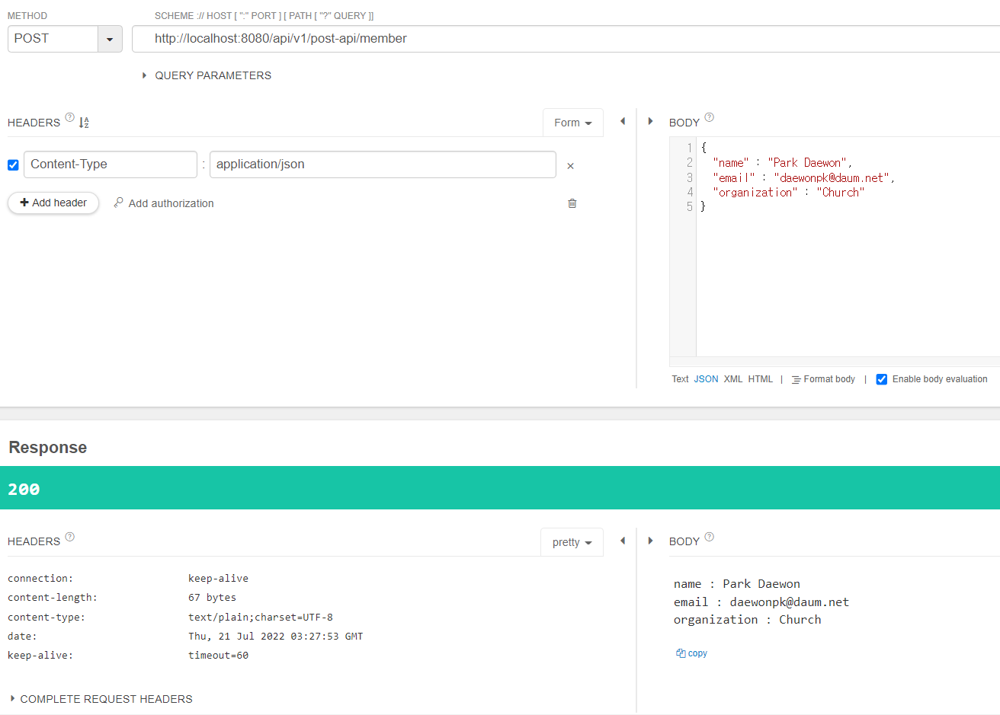 METHOD
SCHEME :// HOST [ ":" PORT ] [ PATH [ "?" QUERY ]]
POST
http://localhost:8080/api/v1/post-api/member
QUERY PARAMETERS
HEADERS ? A Z
Form
Content-Type : application/json ×
+ Add header
Add authorization
BODY ?
1 {
2 "name" : "Park Daewon",
3 "email" : "daewonpk@daum.net",
4 "organization" : "Church"
5 }
Text JSON XML HTML | Format body | Enable body evaluation
Response
200
HEADERS ?
pretty
connection: keep-alive
content-length: 67 bytes
content-type: text/plain;charset=UTF-8
date: Thu, 21 Jul 2022 03:27:53 GMT
keep-alive: timeout=60
COMPLETE REQUEST HEADERS
BODY ?
name : Park Daewon
email : daewonpk@daum.net
organization : Church
copy